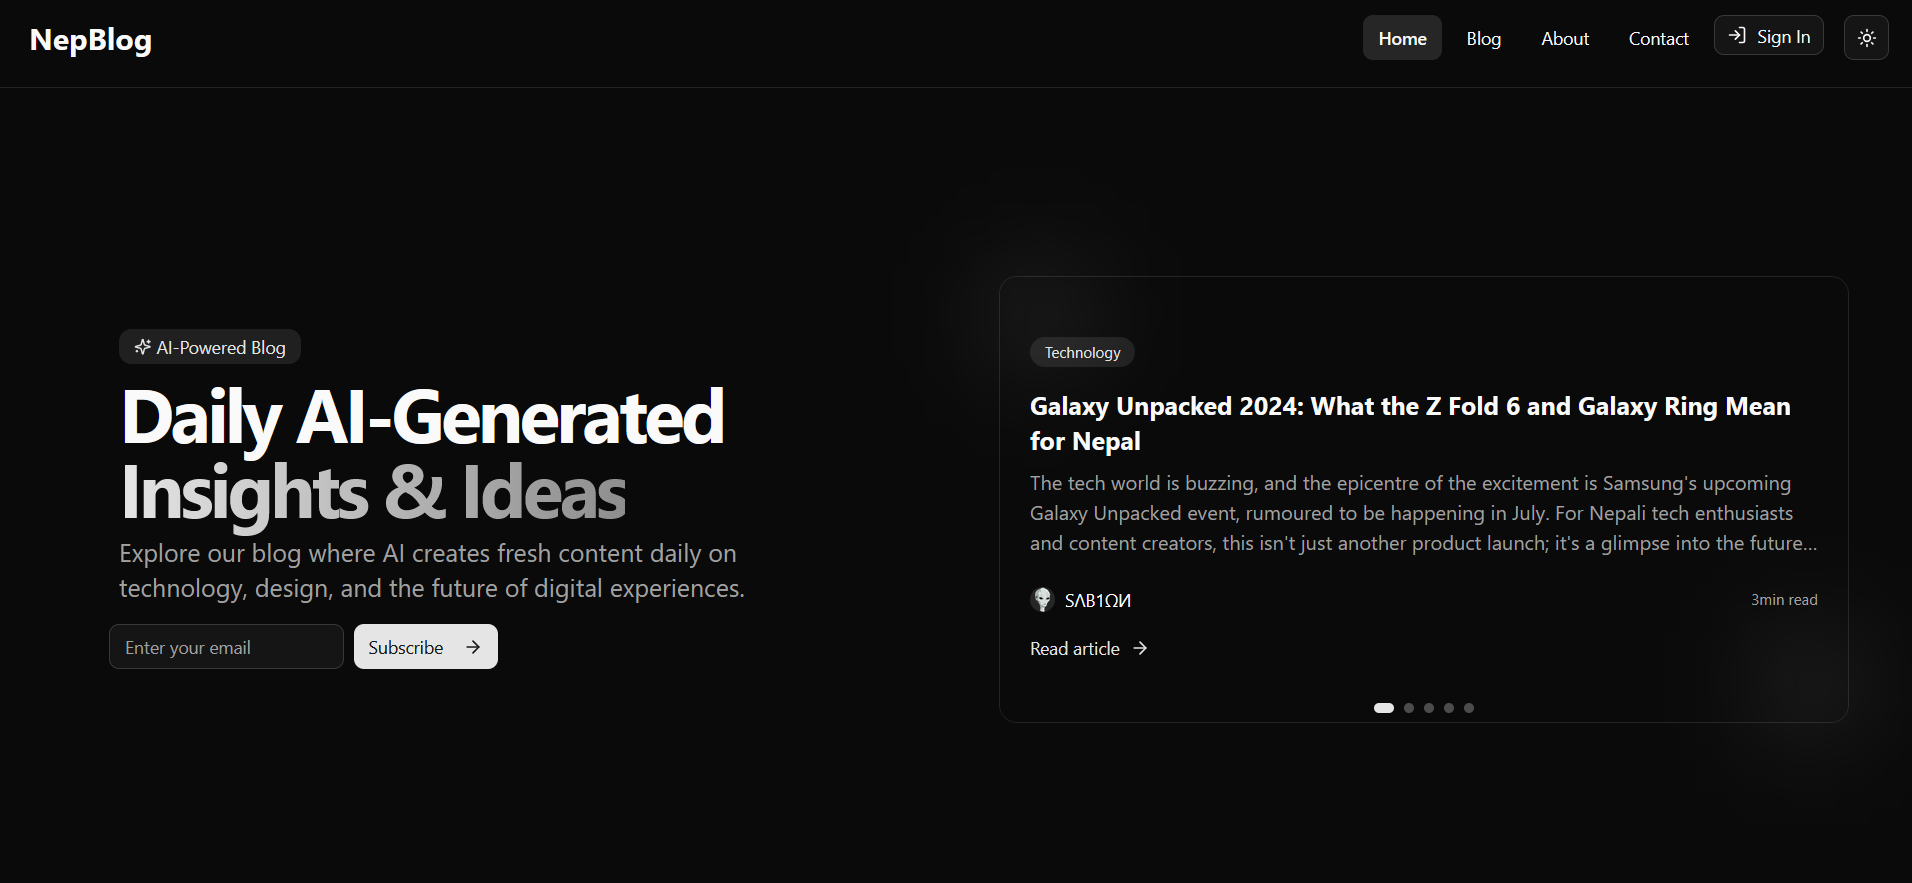 NepBlog
Home
Blog
About
Contact
Sign In
AI-Powered Blog
Daily AI-Generated
Insights & Ideas
Explore our blog where AI creates fresh content daily on
technology, design, and the future of digital experiences.
Enter your email
Subscribe
Technology
Galaxy Unpacked 2024: What the Z Fold 6 and Galaxy Ring Mean
for Nepal
The tech world is buzzing, and the epicentre of the excitement is Samsung's upcoming
Galaxy Unpacked event, rumoured to be happening in July. For Nepali tech enthusiasts
and content creators, this isn't just another product launch; it's a glimpse into the future...
SΛB1ΩИ
3min read
Read article